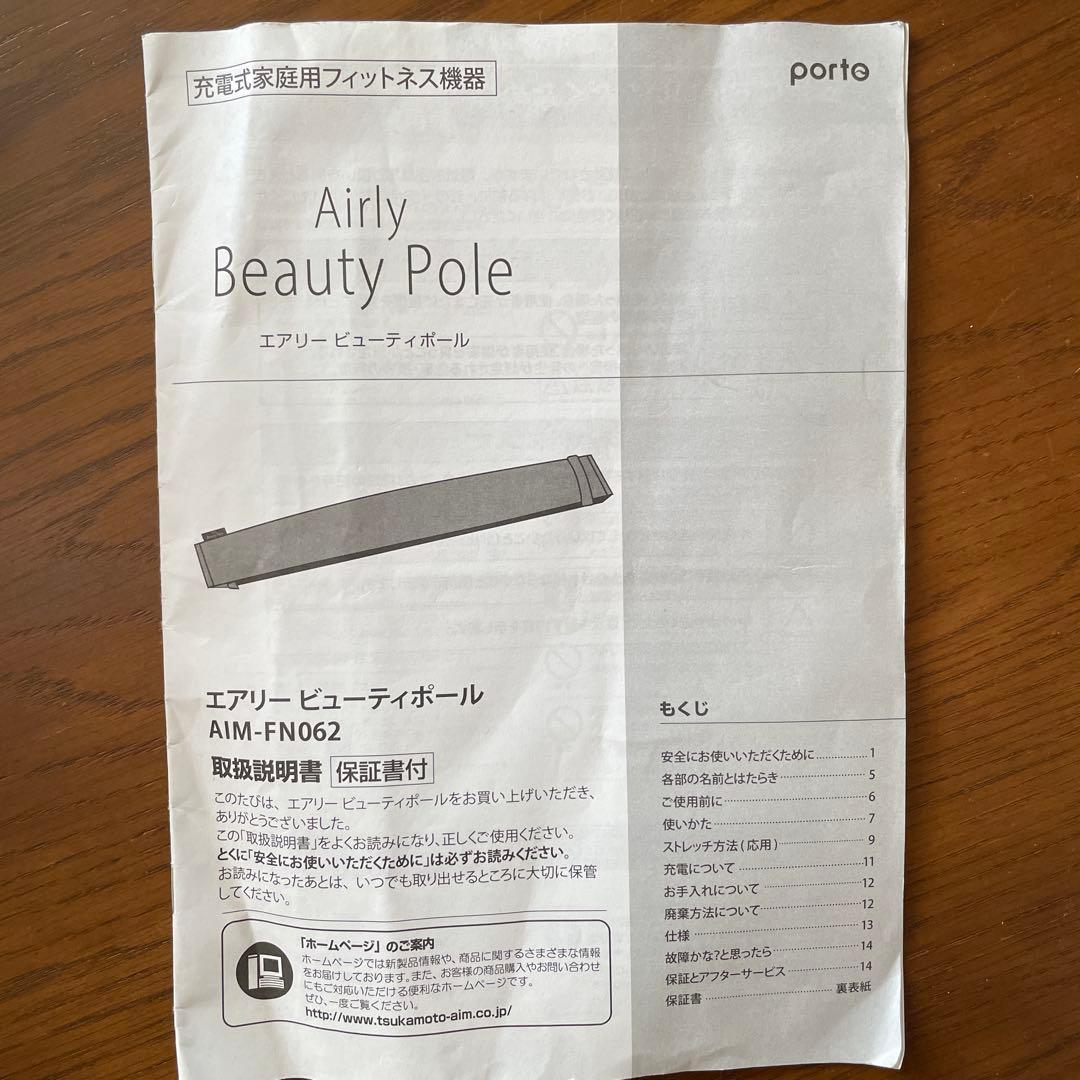 充電式家庭用フィットネス機器
porto
Airly
Beauty Pole
エアリー ビューティポール
エアリー ビューティポール
AIM-FN062
取扱説明書 保証書付
このたびは、エアリー ビューティポールをお買い上げいただき、
ありがとうございました。
この「取扱説明書」をよくお読みになり、正しくご使用ください。
とくに「安全にお使いいただくために」は必ずお読みください。
お読みになったあとは、いつでも取り出せるところに大切に保管
してください。
「ホームページ」のご案内
ホームページでは新製品情報や、商品に関するさまざまな情報
をお届けしております。また、お客様の商品購入やお問い合わせ
にもご対応いただける便利なホームページです。
ぜひ、一度ご覧ください。
http://www.tsukamoto-aim.co.jp/
もくじ
安全にお使いいただくために……………1
各部の名前とはたらき……………5
ご使用前に……………6
使いかた……………7
ストレッチ方法(応用)……………9
充電について……………11
お手入れについて……………12
廃棄方法について……………12
仕様……………13
故障かな?と思ったら……………14
保証とアフターサービス……………14
保証書……………裏表紙